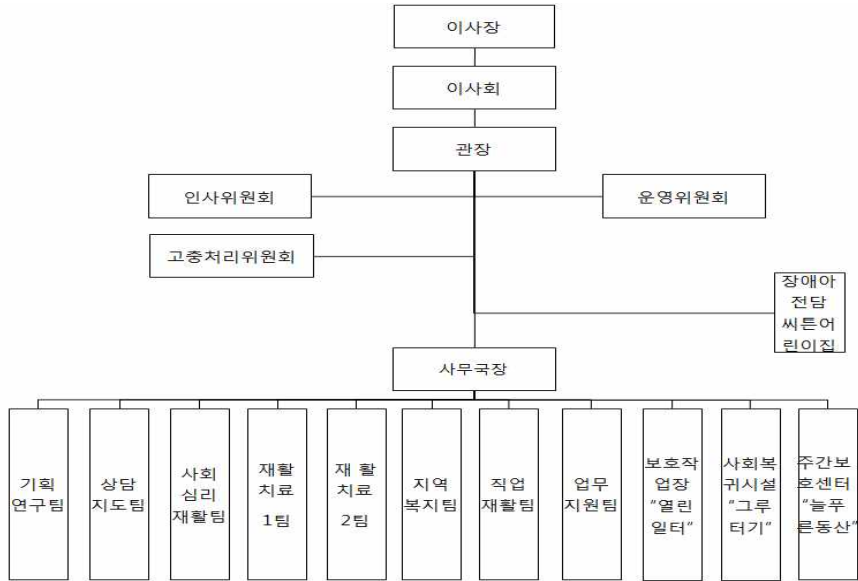 이사장
이사회
관장
인사위원회
운영위원회
고충처리위원회
장애아
전담
씨튼어
린이집
사무국장
기획
연구팀
상담
지도팀
사회
심리
재활팀
재활
치료
1팀
재 활
치료
2팀
지역
복지팀
직업
재활팀
업무
지원팀
보호작
업장
"열린
일터"
사회복
귀시설
"그루
터기"
주간보
호센터
"늘푸
른동산"